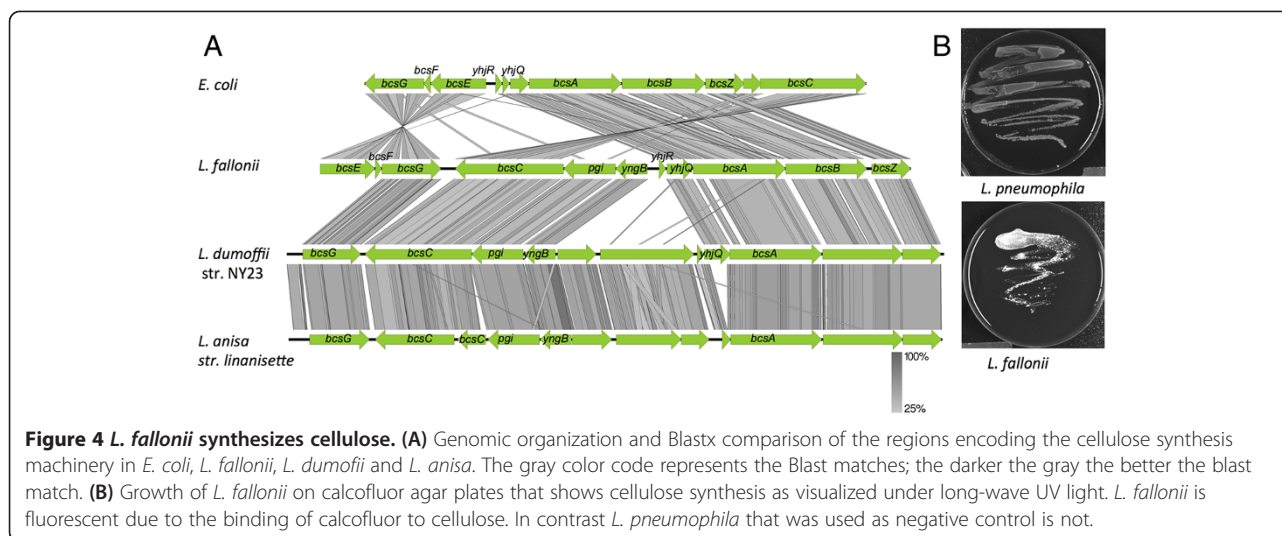 A
B
bcsF
yhjR
yhjQ
E. coli
bcsG
bcsE
bcsA
bcsB
bcsZ
bcsC
bcsF
yhjR
L. fallonii
bcsE
bcsG
bcsC
pgi
yngB
yhjQ
bcsA
bcsB
bcsZ
L. pneumophila
L. dumoffii
str. NY23
bcsG
bcsC
pgi
yngB
yhjQ
bcsA
L. anisa
str. linanisette
bcsG
bcsC
bcsC
pgi
yngB
bcsA
100%
25%
L. fallonii
Figure 4 L. fallonii synthesizes cellulose. (A) Genomic organization and Blastx comparison of the regions encoding the cellulose synthesis
machinery in E. coli, L. fallonii, L. dumofii and L. anisa. The gray color code represents the Blast matches; the darker the gray the better the blast
match. (B) Growth of L. fallonii on calcofluor agar plates that shows cellulose synthesis as visualized under long-wave UV light. L. fallonii is
fluorescent due to the binding of calcofluor to cellulose. In contrast L. pneumophila that was used as negative control is not.